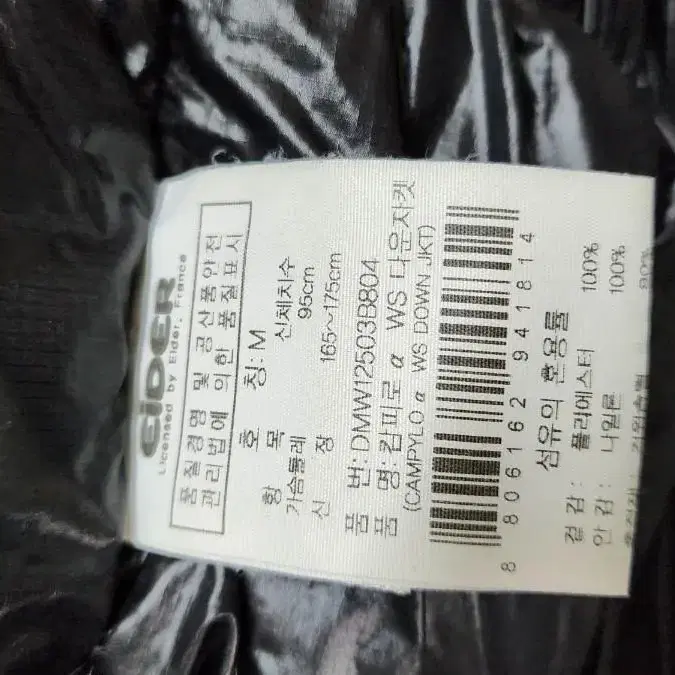 EIDER
Licensed by Eider, France
품질경영 및 공산품안전
관리법에 의한 품질표시
호 칭: M
항 목 신체치수
가슴둘레 95cm
신 장 165~175cm
품 번: DMW12503B804
품 명: 캄피로 α WS 다운자켓
(CAMPYLO α WS DOWN JKT)
8 806162 941814
섬유의 혼용률
겉감: 폴리에스터 100%
안감: 나일론 100%